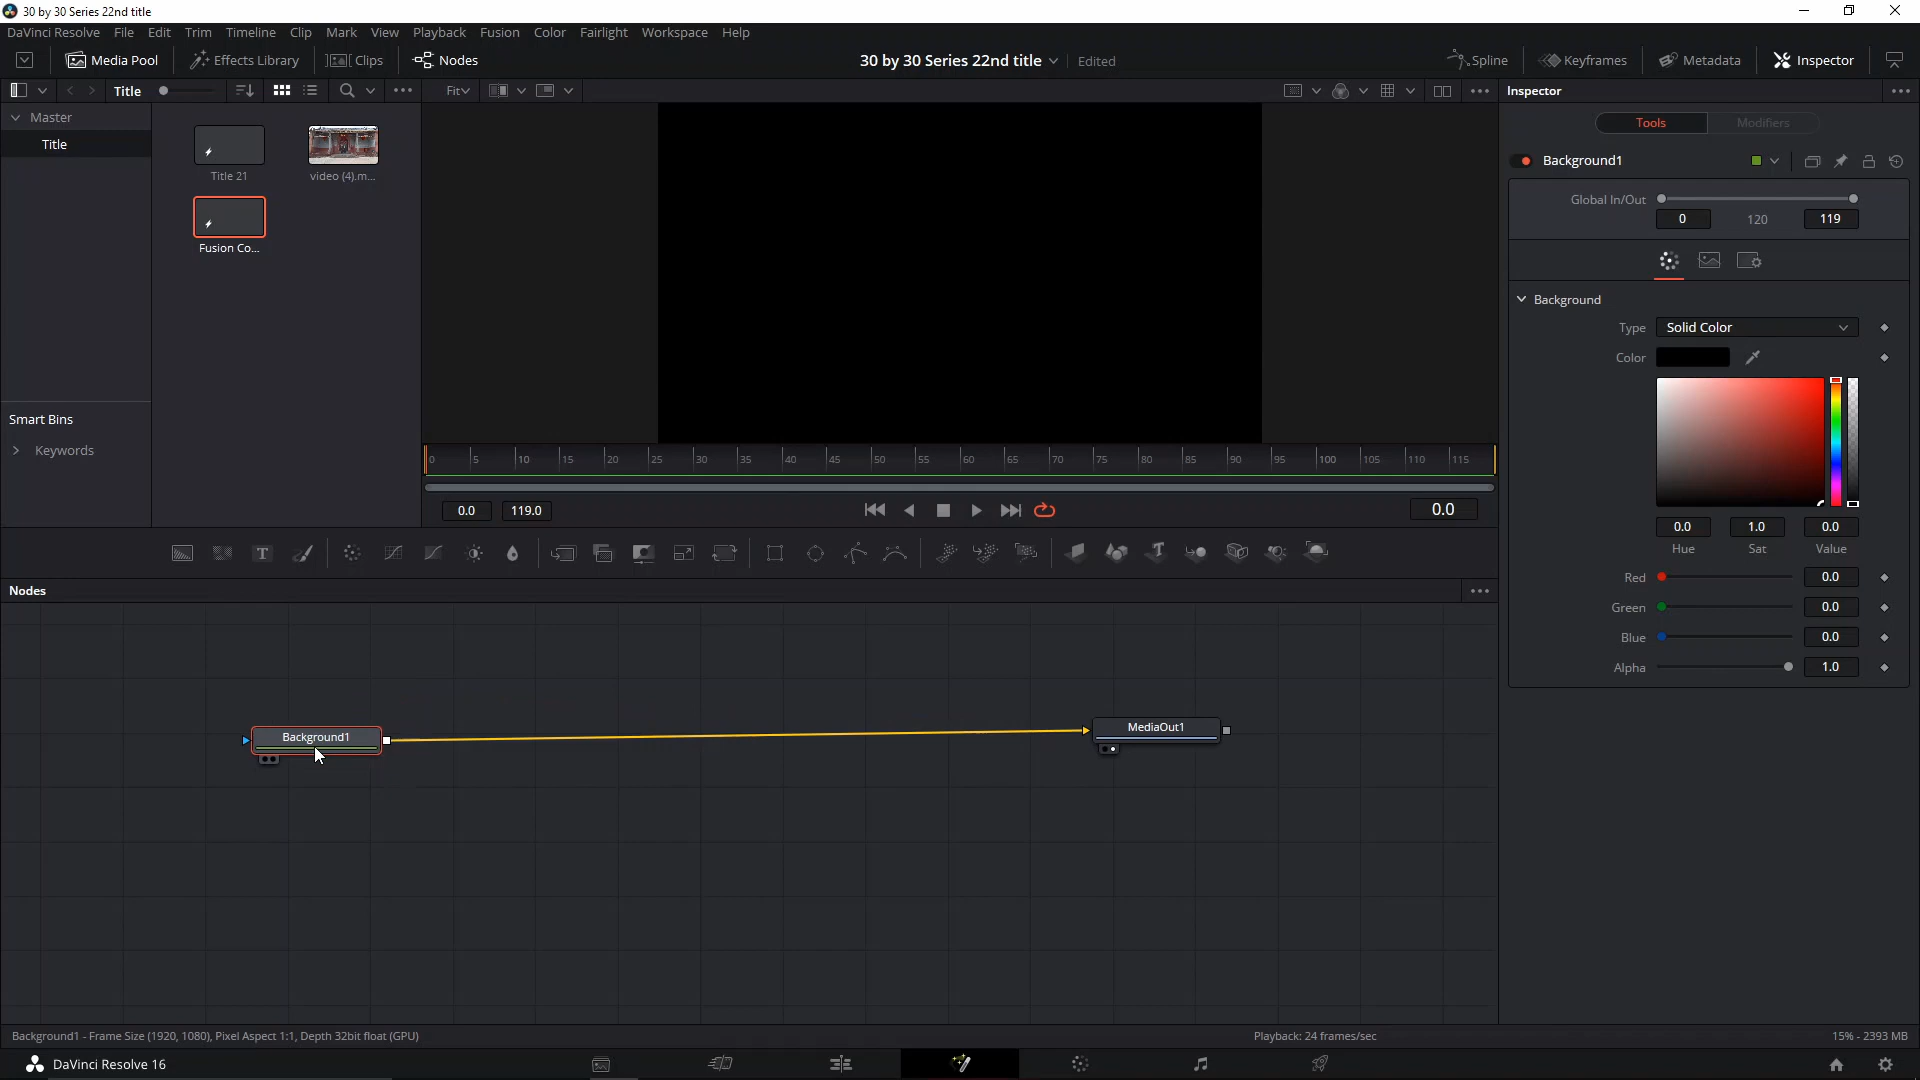 30 by 30 Series 22nd title
DaVinci Resolve File Edit Trim Timeline Clip Mark View Playback Fusion Color Fairlight Workspace Help
Media Pool Effects Library Clips Nodes 30 by 30 Series 22nd title Edited Spline Keyframes Metadata Inspector
Title Fit Inspector
Master
Title
Title 21 video (4).m...
Fusion Co...
Smart Bins
Keywords
Tools Modifiers
Background1
Global In/Out
0 120 119
Background
Type Solid Color
Color
0.0 1.0 0.0
Hue Sat Value
Red 0.0
Green 0.0
Blue 0.0
Alpha 1.0
0 5 10 15 20 25 30 35 40 45 50 55 60 65 70 75 80 85 90 95 100 105 110 115
0.0 119.0 0.0
T T
Nodes
Background1 MediaOut1
Background1 - Frame Size (1920, 1080), Pixel Aspect 1:1, Depth 32bit float (GPU) Playback: 24 frames/sec 15% - 2393 MB
DaVinci Resolve 16